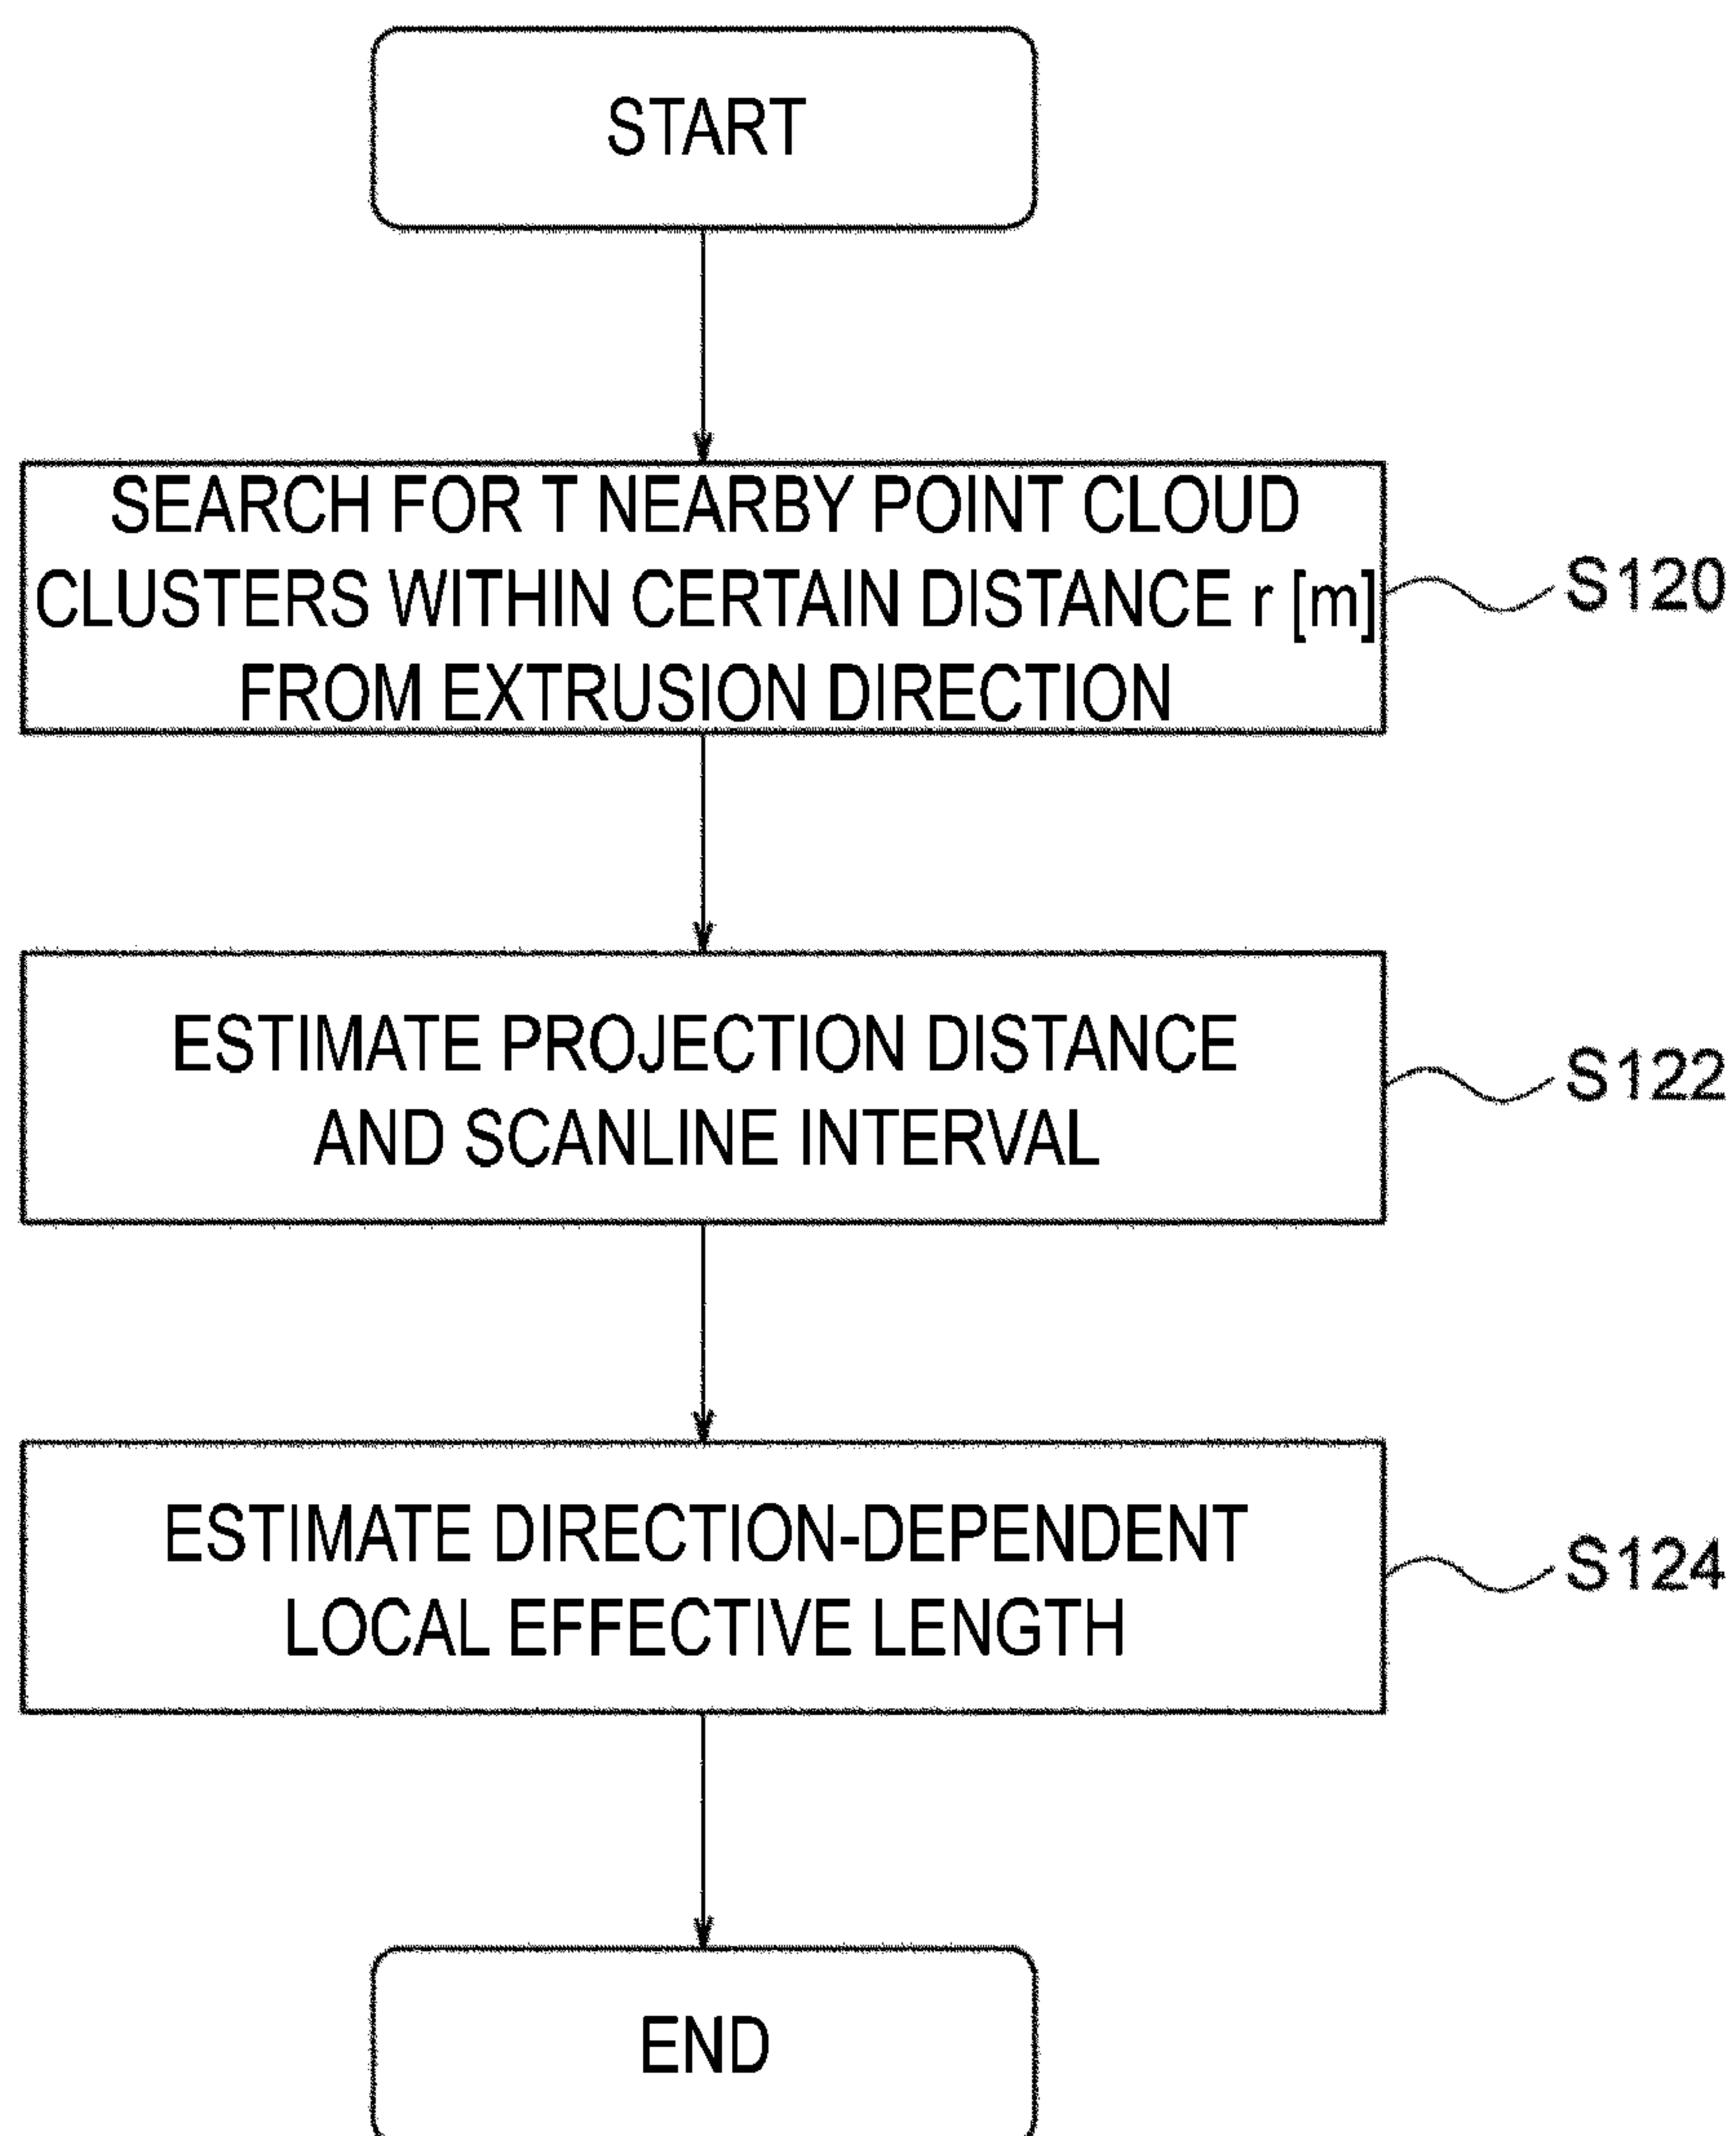 START
SEARCH FOR T NEARBY POINT CLOUD
CLUSTERS WITHIN CERTAIN DISTANCE r [m]
FROM EXTRUSION DIRECTION
S120
ESTIMATE PROJECTION DISTANCE
AND SCANLINE INTERVAL
S122
ESTIMATE DIRECTION-DEPENDENT
LOCAL EFFECTIVE LENGTH
S124
END